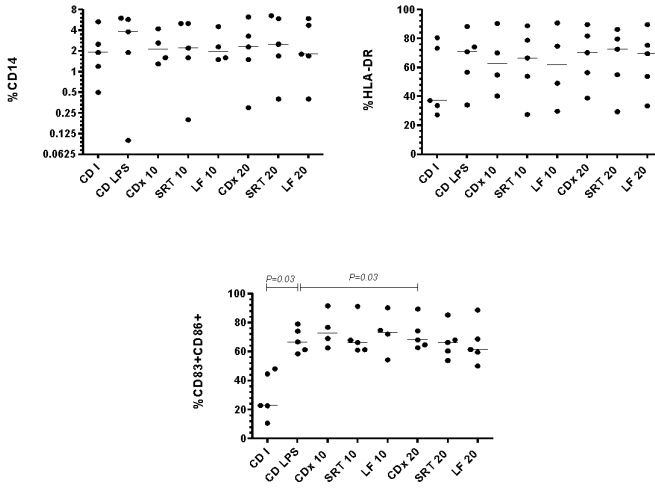 %CD14
8
4
2
1
0.5
0.25
0.125
0.0625
CD I
CD LPS
CDx 10
SRT 10
LF 10
CDx 20
SRT 20
LF 20
%HLA-DR
100
80
60
40
20
0
CD I
CD LPS
CDx 10
SRT 10
LF 10
CDx 20
SRT 20
LF 20
P=0.03
P=0.03
%CD83+CD86+
100
80
60
40
20
0
CD I
CD LPS
CDx 10
SRT 10
LF 10
CDx 20
SRT 20
LF 20